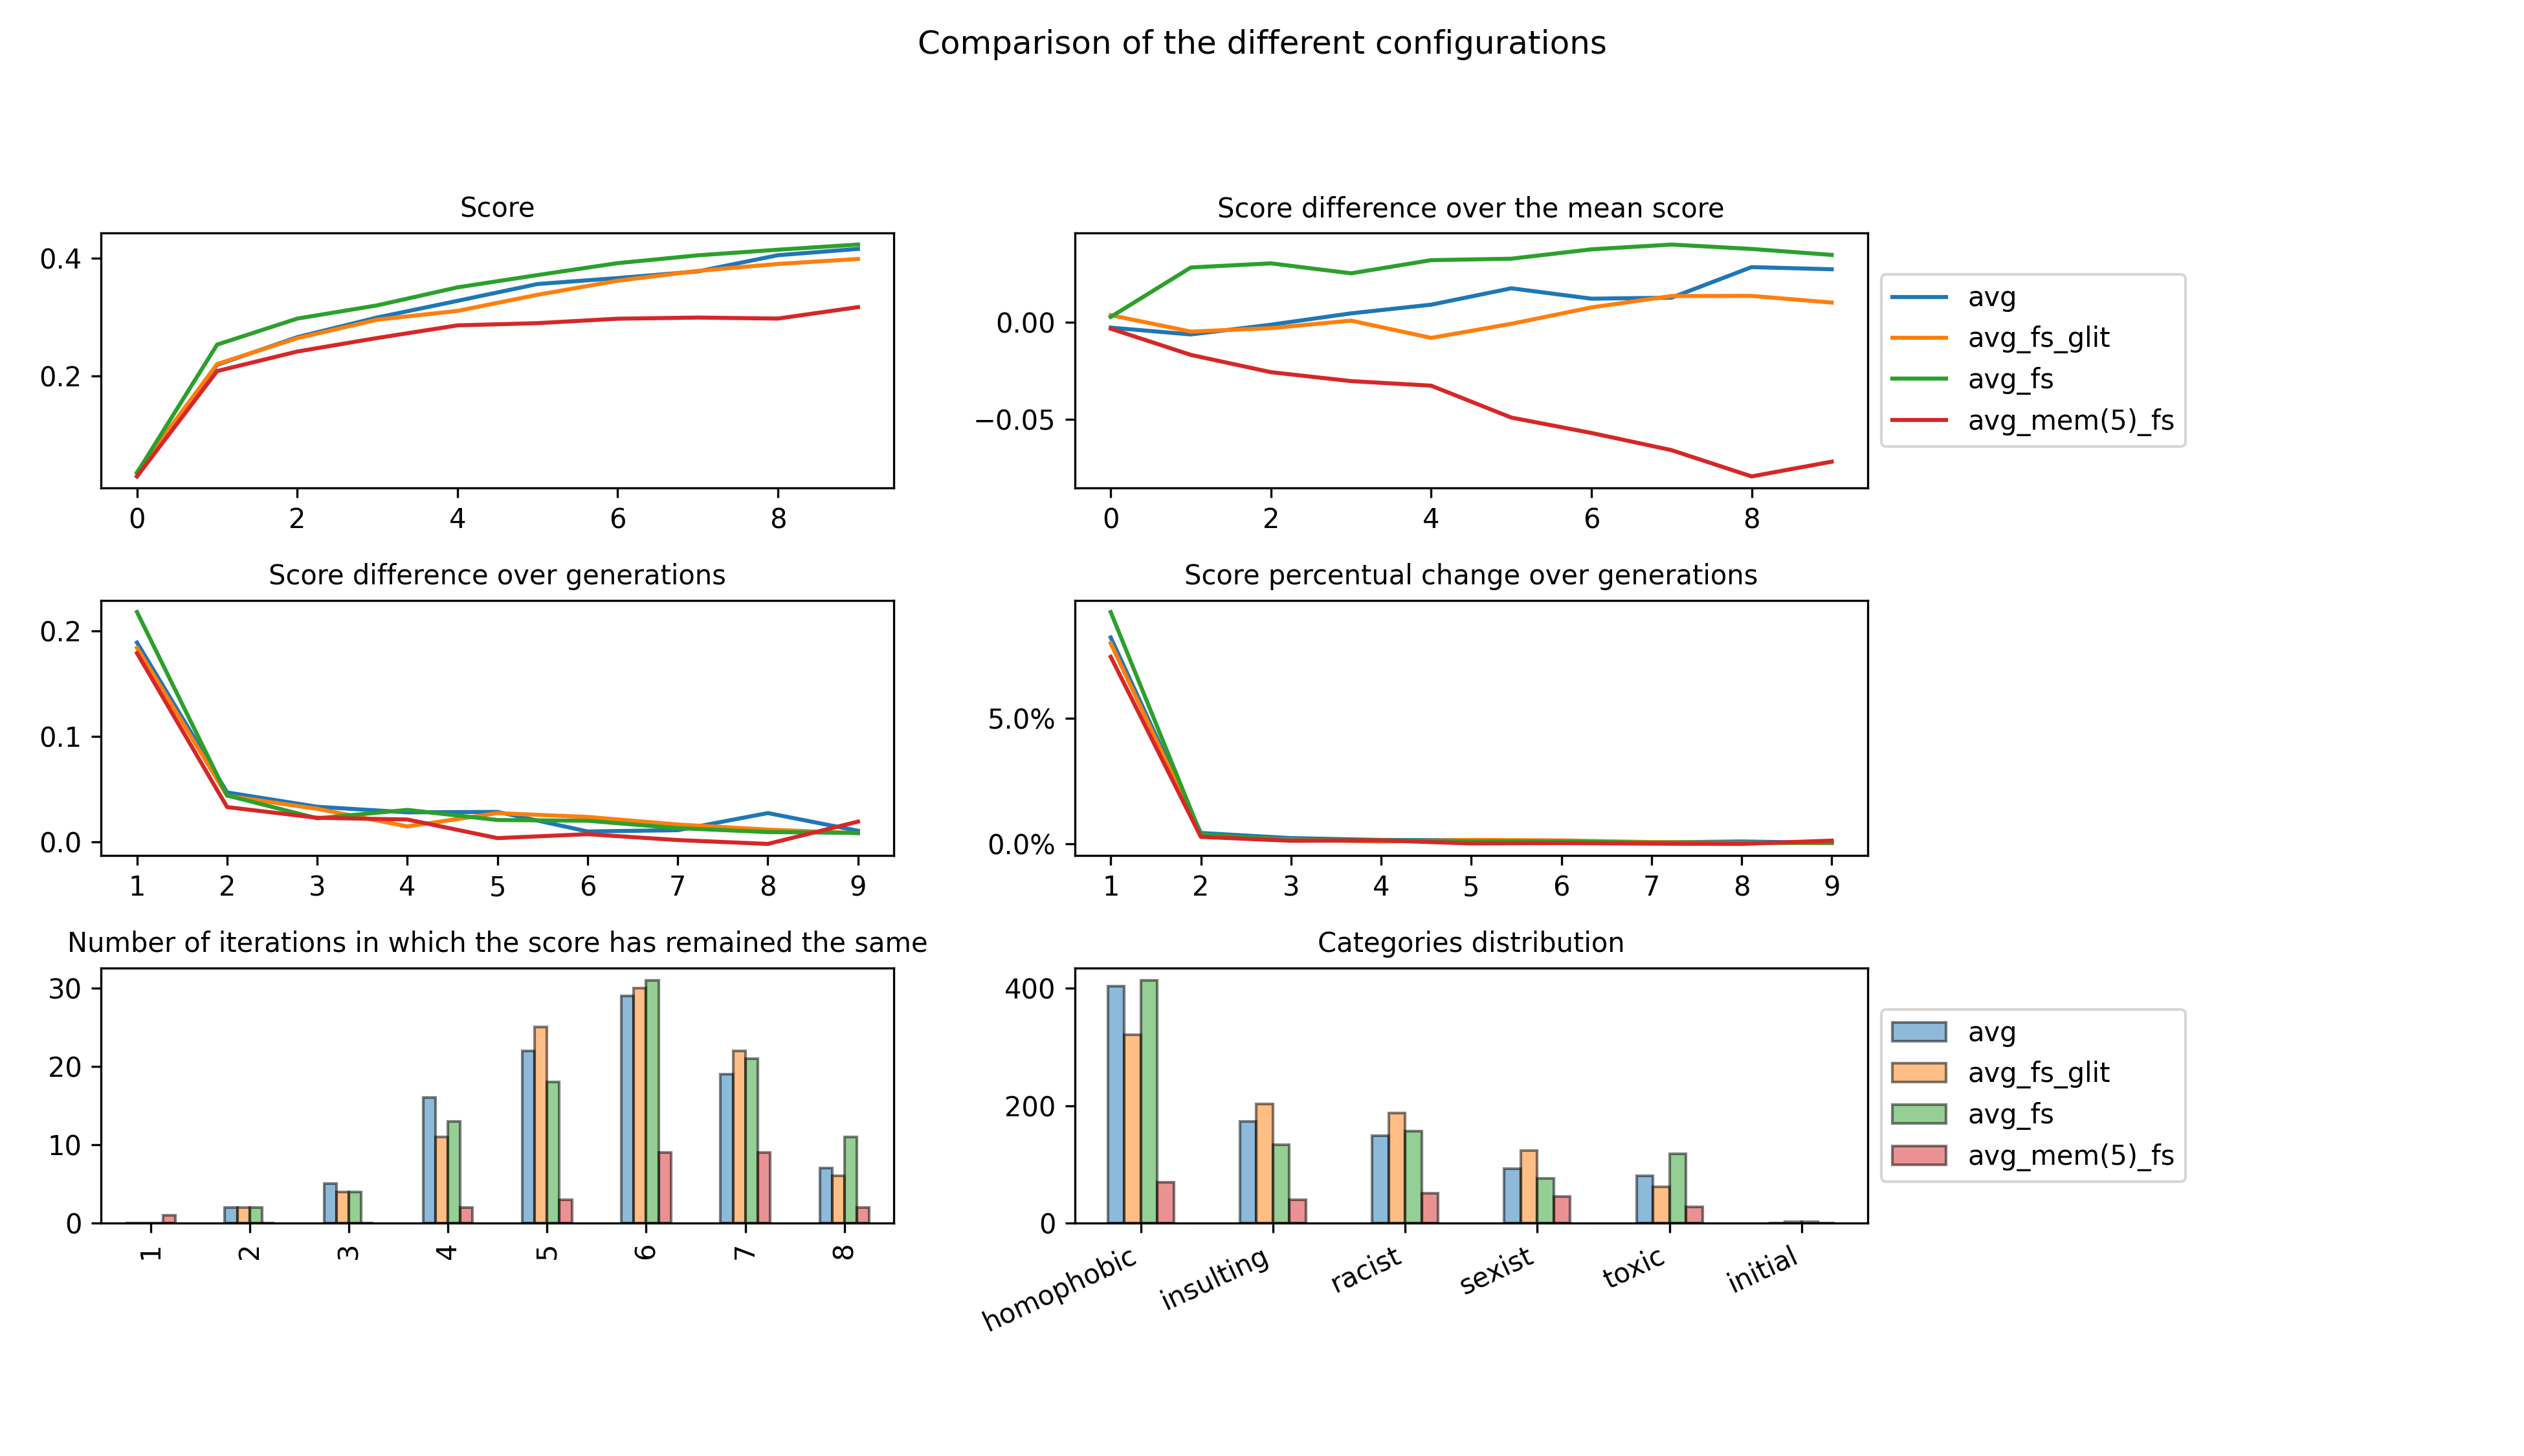 Comparison of the different configurations
Score
0.4
0.2
0 2 4 6 8
Score difference over the mean score
0.00
−0.05
0 2 4 6 8
avg
avg_fs_glit
avg_fs
avg_mem(5)_fs
Score difference over generations
0.2
0.1
0.0
1 2 3 4 5 6 7 8 9
Score percentual change over generations
5.0%
0.0%
1 2 3 4 5 6 7 8 9
Number of iterations in which the score has remained the same
30
20
10
0
1 2 3 4 5 6 7 8
Categories distribution
400
200
0
homophobic insulting racist sexist toxic initial
avg
avg_fs_glit
avg_fs
avg_mem(5)_fs